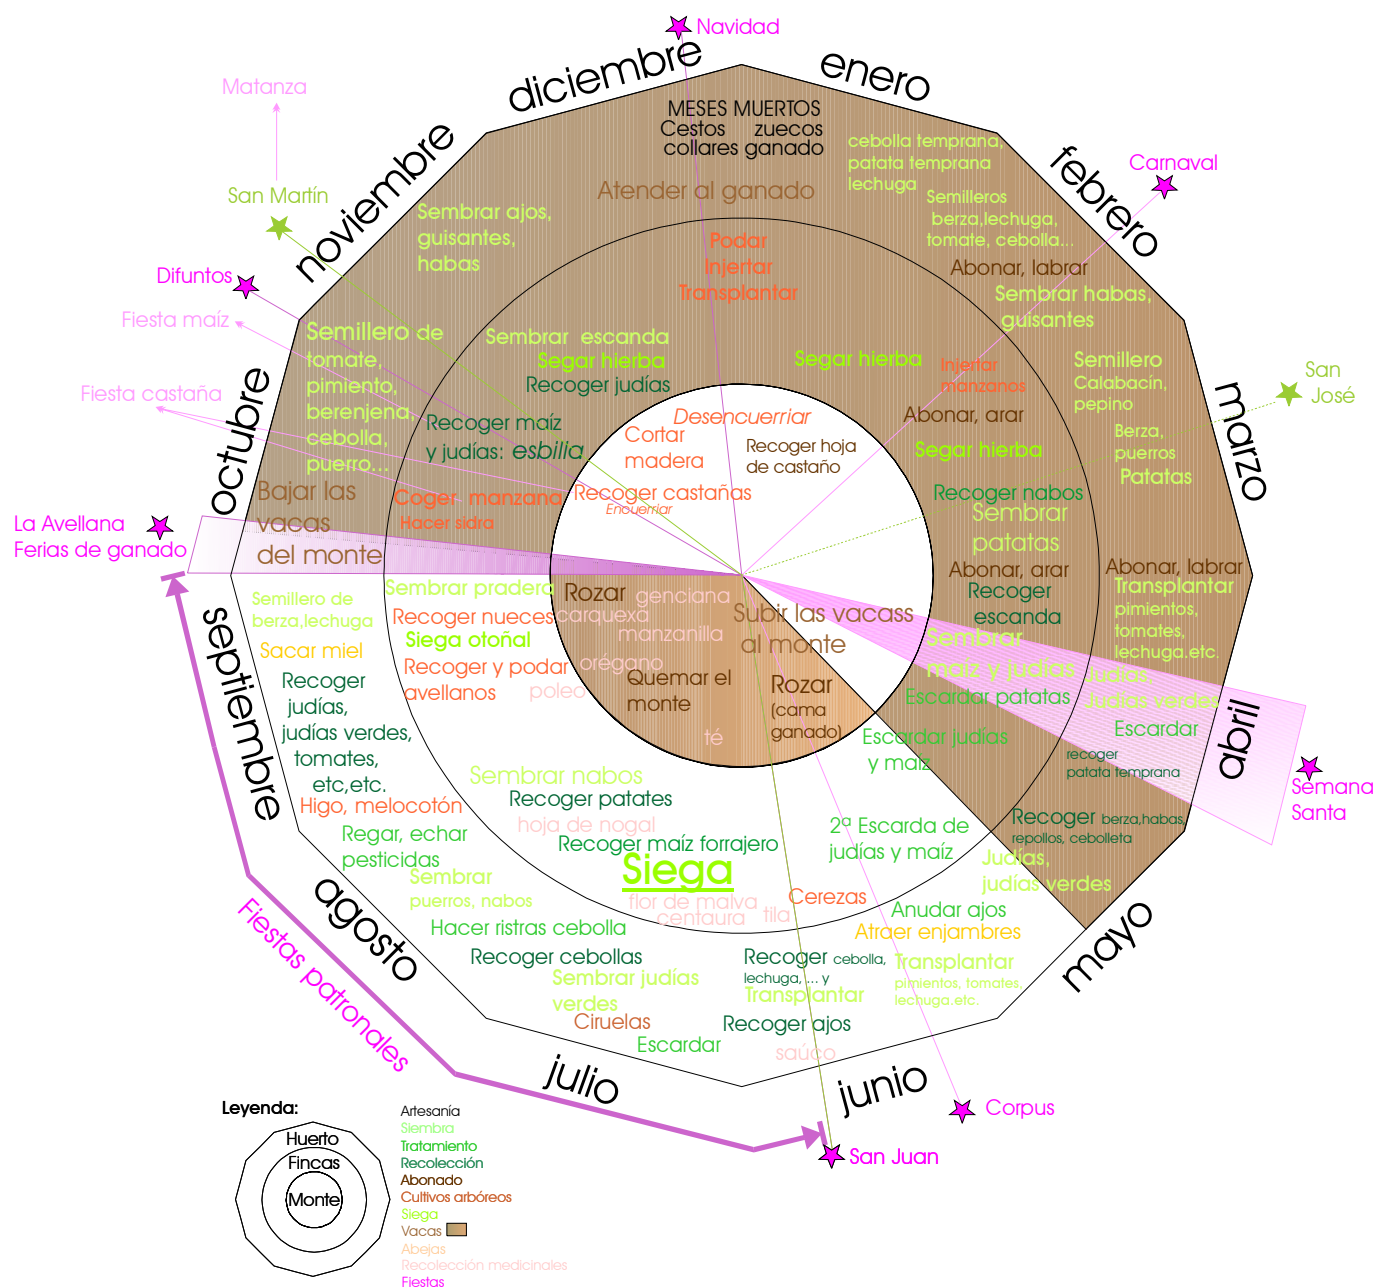 Navidad
diciembre
enero
Matanza
San Martín
noviembre
febrero
Carnaval
MESES MUERTOS
Cestos zuecos
collares ganado
Atender al ganado
cebolla temprana,
patata temprana
lechuga
Semilleros
berza,lechuga,
tomate, cebolla...
Abonar, labrar
Sembrar habas,
guisantes
Sembrar ajos,
guisantes,
habas
Podar
Injertar
Transplantar
Difuntos
Fiesta maíz
Fiesta castaña
octubre
Semillero de
tomate,
pimiento,
berenjena,
cebolla,
puerro...
Bajar las
vacas
del monte
Sembrar escanda
Segar hierba
Recoger judías
Recoger maíz
y judías: esbilla
Coger manzana
Hacer sidra
Segar hierba
Injertar
manzanos
Abonar, arar
Segar hierba
Semillero
Calabacín,
pepino
Berza,
puerros
Patatas
marzo
San
José
Desencuerriar
Cortar
madera
Recoger hoja
de castaño
Recoger castañas
Encuerriar
Recoger nabos
Sembrar
patatas
Abonar, arar
Recoger
escanda
Sembrar
maíz y judías
Escardar patatas
Abonar, labrar
Transplantar
pimientos,
tomates,
lechuga.etc.
Judías,
Judías verdes
Escardar
recoger
patata temprana
abril
Semana
Santa
La Avellana
Ferias de ganado
septiembre
Semillero de
berza,lechuga
Sacar miel
Recoger
judías,
judías verdes,
tomates,
etc,etc.
Higo, melocotón
Regar, echar
pesticidas
Sembrar pradera
Recoger nueces
Siega otoñal
Recoger y podar
avellanos
Rozar
genciana
carquexa
manzanilla
orégano
poleo
Quemar el
monte
té
Subir las vacass
al monte
Rozar
(cama
ganado)
Escardar judías
y maíz
Recoger berza,habas,
repollos, cebolleta
Judías,
judías verdes
mayo
Sembrar nabos
Recoger patates
hoja de nogal
Recoger maíz forrajero
Siega
flor de malva
centaura tila
2ª Escarda de
judías y maíz
Cerezas
Anudar ajos
Atraer enjambres
Transplantar
pimientos, tomates,
lechuga.etc.
agosto
Sembrar
puerros, nabos
Hacer ristras cebolla
Recoger cebollas
Sembrar judías
verdes
Ciruelas
Escardar
Recoger cebolla,
lechuga, ... y
Transplantar
Recoger ajos
saúco
Fiestas patronales
julio
junio
Corpus
San Juan
Leyenda:
Huerto
Fincas
Monte
Artesanía
Siembra
Tratamiento
Recolección
Abonado
Cultivos arbóreos
Siega
Vacas
Abejas
Recolección medicinales
Fiestas